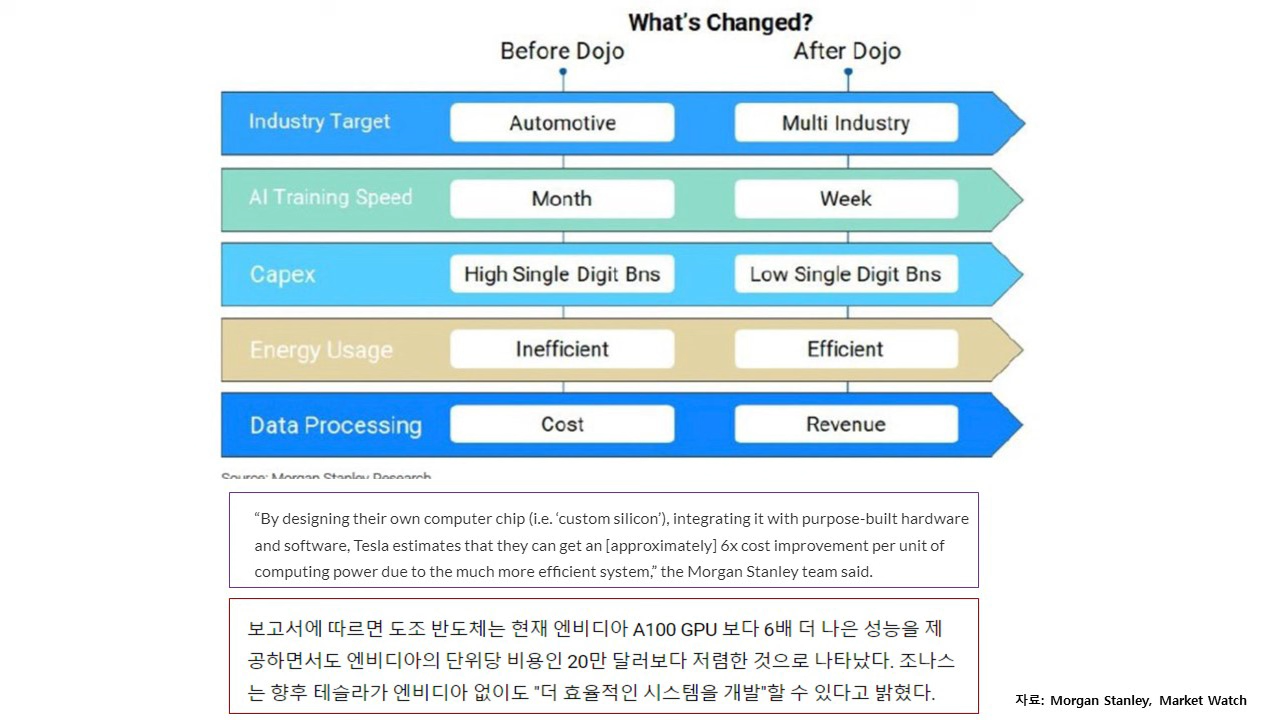 What's Changed?
Before Dojo After Dojo
Industry Target Automotive Multi Industry
AI Training Speed Month Week
Capex High Single Digit Bns Low Single Digit Bns
Energy Usage Inefficient Efficient
Data Processing Cost Revenue
Source: Morgan Stanley Research
“By designing their own computer chip (i.e. ‘custom silicon’), integrating it with purpose-built hardware
and software, Tesla estimates that they can get an [approximately] 6x cost improvement per unit of
computing power due to the much more efficient system,” the Morgan Stanley team said.
보고서에 따르면 도조 반도체는 현재 엔비디아 A100 GPU 보다 6배 더 나은 성능을 제
공하면서도 엔비디아의 단위당 비용인 20만 달러보다 저렴한 것으로 나타났다. 조나스
는 향후 테슬라가 엔비디아 없이도 "더 효율적인 시스템을 개발"할 수 있다고 밝혔다.
자료: Morgan Stanley, Market Watch